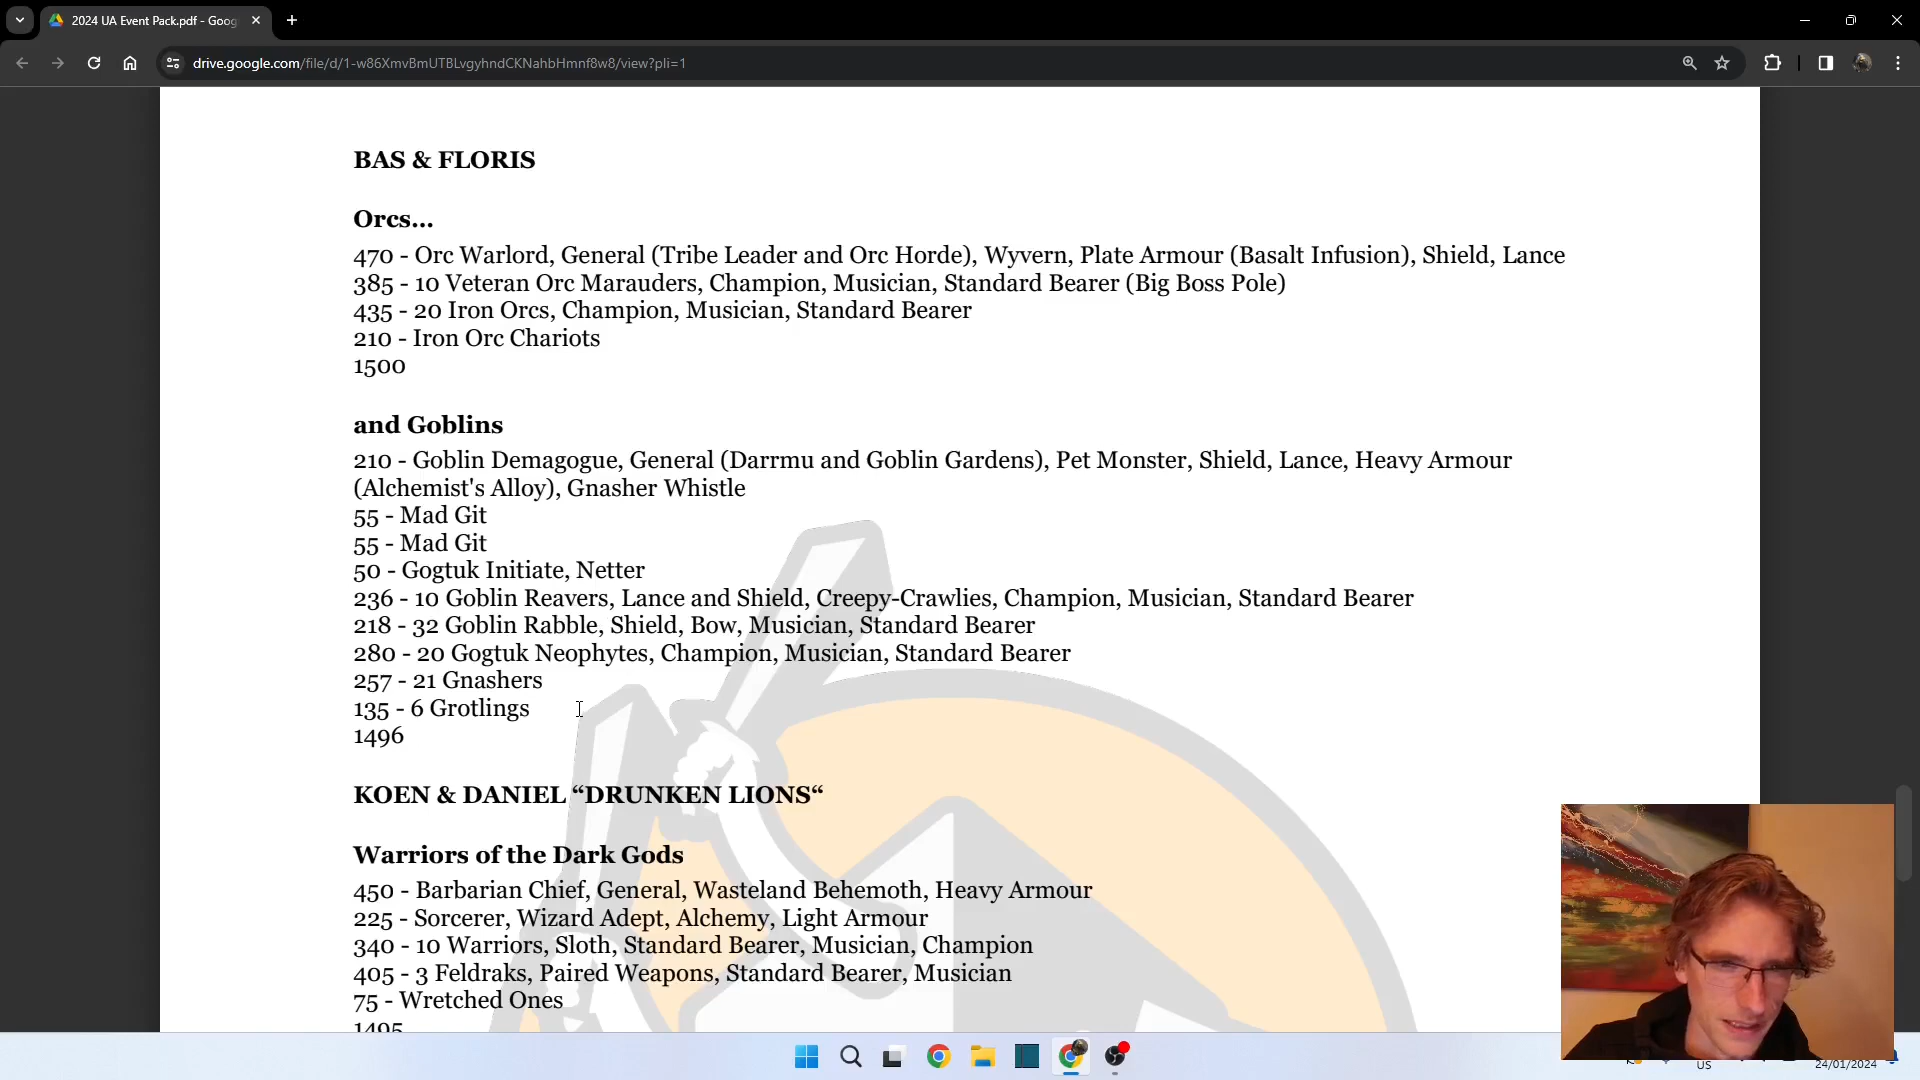 2024 UA Event Pack.pdf - Goog
drive.google.com/file/d/1-w86XmvBmUTBLvgyhndCKNahbHmnf8w8/view?pli=1
BAS & FLORIS
Orcs...
470 - Orc Warlord, General (Tribe Leader and Orc Horde), Wyvern, Plate Armour (Basalt Infusion), Shield, Lance
385 - 10 Veteran Orc Marauders, Champion, Musician, Standard Bearer (Big Boss Pole)
435 - 20 Iron Orcs, Champion, Musician, Standard Bearer
210 - Iron Orc Chariots
1500
and Goblins
210 - Goblin Demagogue, General (Darrmu and Goblin Gardens), Pet Monster, Shield, Lance, Heavy Armour
(Alchemist's Alloy), Gnasher Whistle
55 - Mad Git
55 - Mad Git
50 - Gogtuk Initiate, Netter
236 - 10 Goblin Reavers, Lance and Shield, Creepy-Crawlies, Champion, Musician, Standard Bearer
218 - 32 Goblin Rabble, Shield, Bow, Musician, Standard Bearer
280 - 20 Gogtuk Neophytes, Champion, Musician, Standard Bearer
257 - 21 Gnashers
135 - 6 Grotlings
1496
KOEN & DANIEL “DRUNKEN LIONS“
Warriors of the Dark Gods
450 - Barbarian Chief, General, Wasteland Behemoth, Heavy Armour
225 - Sorcerer, Wizard Adept, Alchemy, Light Armour
340 - 10 Warriors, Sloth, Standard Bearer, Musician, Champion
405 - 3 Feldraks, Paired Weapons, Standard Bearer, Musician
75 - Wretched Ones
1495
US
24/01/2024